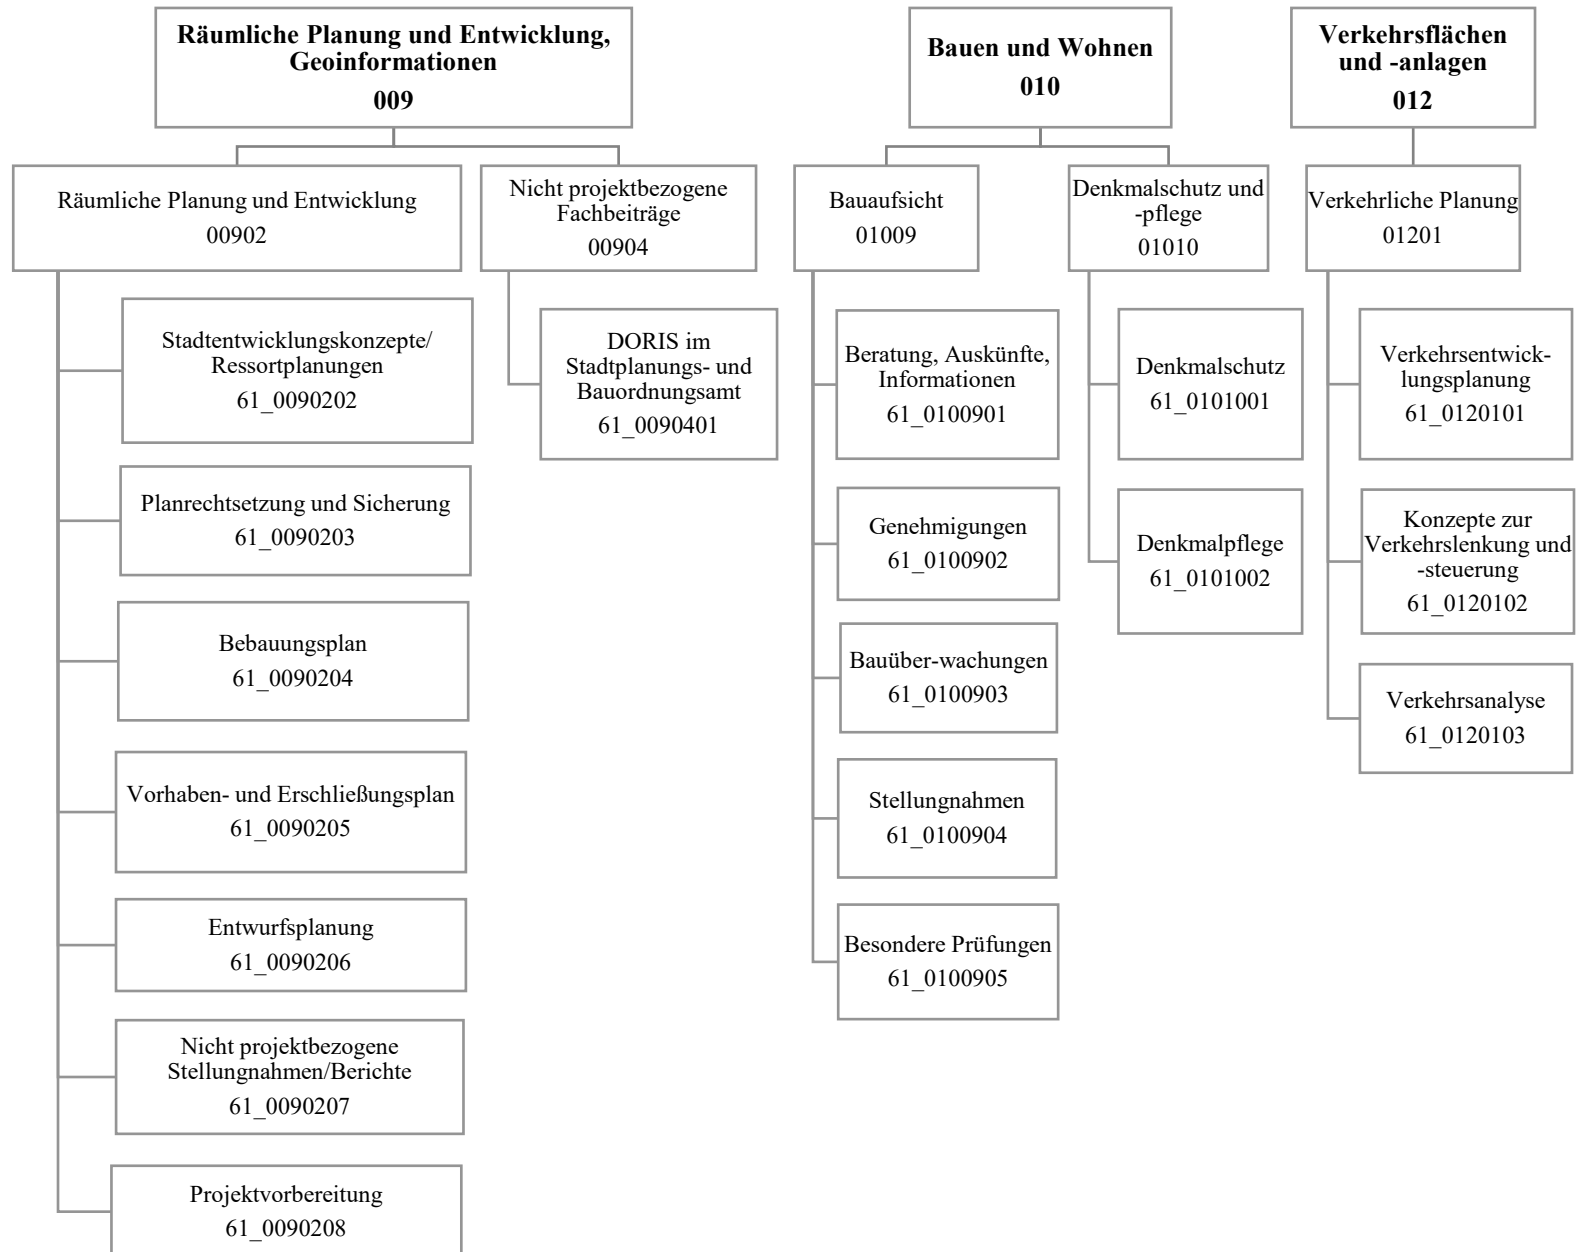 Räumliche Planung und Entwicklung,
Geoinformationen
009
Bauen und Wohnen
010
Verkehrsflächen
und -anlagen
012
Räumliche Planung und Entwicklung
00902
Nicht projektbezogene
Fachbeiträge
00904
Bauaufsicht
01009
Denkmalschutz und
-pflege
01010
Verkehrliche Planung
01201
Stadtentwicklungskonzepte/
Ressortplanungen
61_0090202
Planrechtsetzung und Sicherung
61_0090203
Bebauungsplan
61_0090204
Vorhaben- und Erschließungsplan
61_0090205
Entwurfsplanung
61_0090206
Nicht projektbezogene
Stellungnahmen/Berichte
61_0090207
Projektvorbereitung
61_0090208
DORIS im
Stadtplanungs- und
Bauordnungsamt
61_0090401
Beratung, Auskünfte,
Informationen
61_0100901
Genehmigungen
61_0100902
Bauüber-wachungen
61_0100903
Stellungnahmen
61_0100904
Besondere Prüfungen
61_0100905
Denkmalschutz
61_0101001
Denkmalpflege
61_0101002
Verkehrsentwick-
lungsplanung
61_0120101
Konzepte zur
Verkehrslenkung und
-steuerung
61_0120102
Verkehrsanalyse
61_0120103